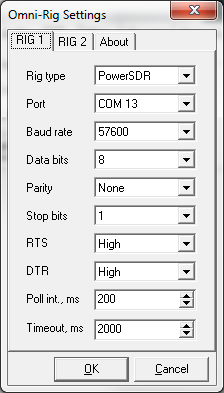 Omni-Rig Settings
RIG 1 RIG 2 About
Rig type PowerSDR
Port COM 13
Baud rate 57600
Data bits 8
Parity None
Stop bits 1
RTS High
DTR High
Poll int., ms 200
Timeout, ms 2000
OK Cancel